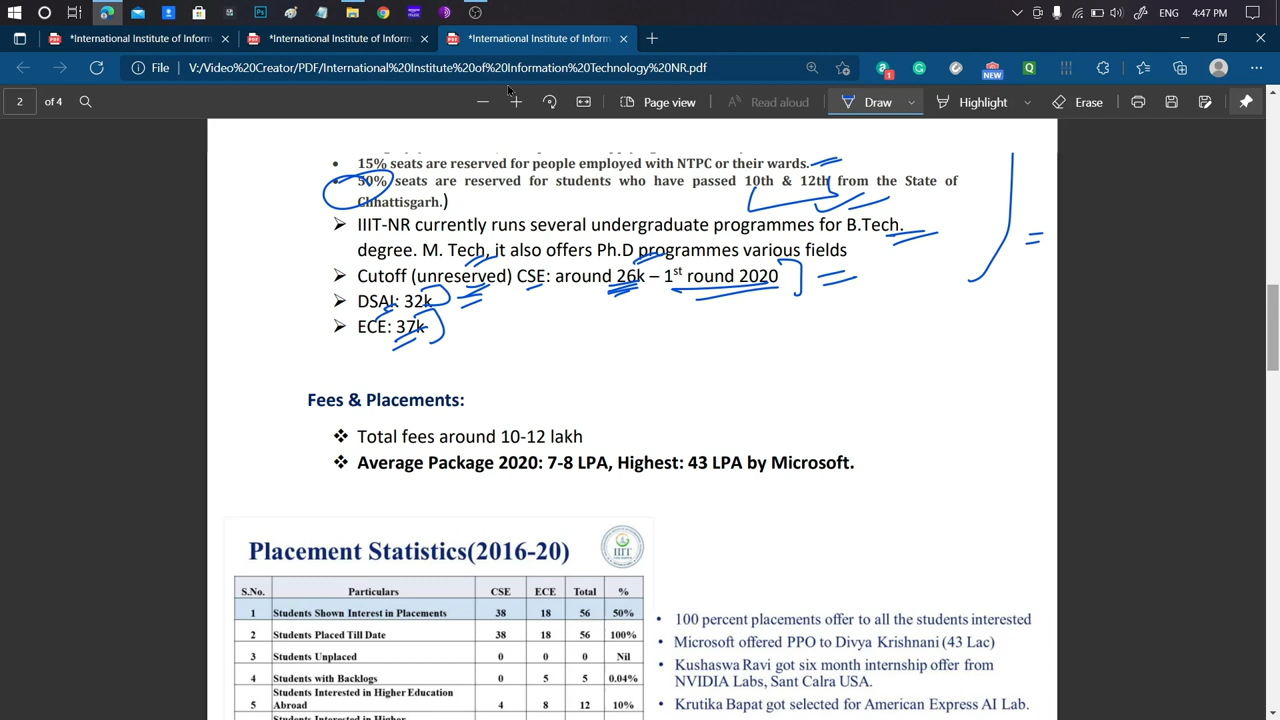 ENG 4:47 PM
*International Institute of Inform
*International Institute of Inform
*International Institute of Inform
File V:/Video%20Creator/PDF/International%20Institute%20of%20Information%20Technology%20NR.pdf
1
NEW
2 of 4
Page view
Read aloud
Draw
Highlight
Erase
• 15% seats are reserved for people employed with NTPC or their wards.
• 50% seats are reserved for students who have passed 10th & 12th from the State of
Chhattisgarh.)
➢ IIIT-NR currently runs several undergraduate programmes for B.Tech.
degree. M. Tech, it also offers Ph.D programmes various fields
➢ Cutoff (unreserved) CSE: around 26k – 1st round 2020
➢ DSAI: 32k
➢ ECE: 37k
Fees & Placements:
❖ Total fees around 10-12 lakh
❖ Average Package 2020: 7-8 LPA, Highest: 43 LPA by Microsoft.
Placement Statistics(2016-20)
IIIT
S.No. Particulars CSE ECE Total %
1 Students Shown Interest in Placements 38 18 56 50%
2 Students Placed Till Date 38 18 56 100%
3 Students Unplaced 0 0 0 Nil
4 Students with Backlogs 0 5 5 0.04%
5 Students Interested in Higher Education
Abroad 4 8 12 10%
Students Interested in Higher
• 100 percent placements offer to all the students interested
• Microsoft offered PPO to Divya Krishnani (43 Lac)
• Kushaswa Ravi got six month internship offer from
NVIDIA Labs, Sant Calra USA.
• Krutika Bapat got selected for American Express AI Lab.